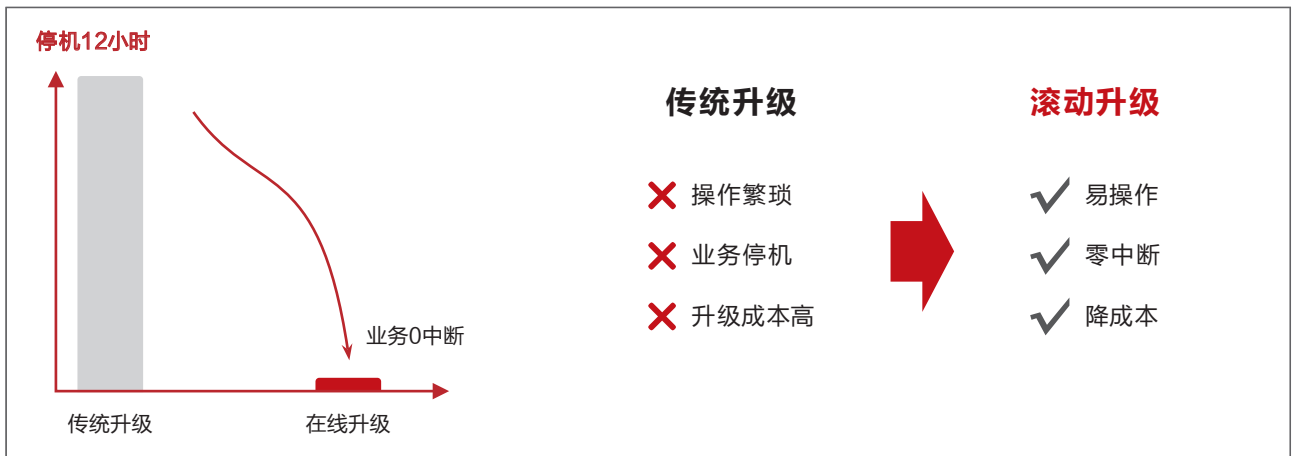 停机12小时
业务0中断
传统升级
在线升级
传统升级
操作繁琐
业务停机
升级成本高
滚动升级
易操作
零中断
降成本